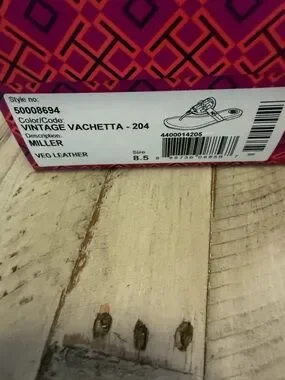 Style no:
50008694
Color/Code:
VINTAGE VACHETTA - 204
Description:
MILLER
VEG LEATHER
4400014205
Size
8.5